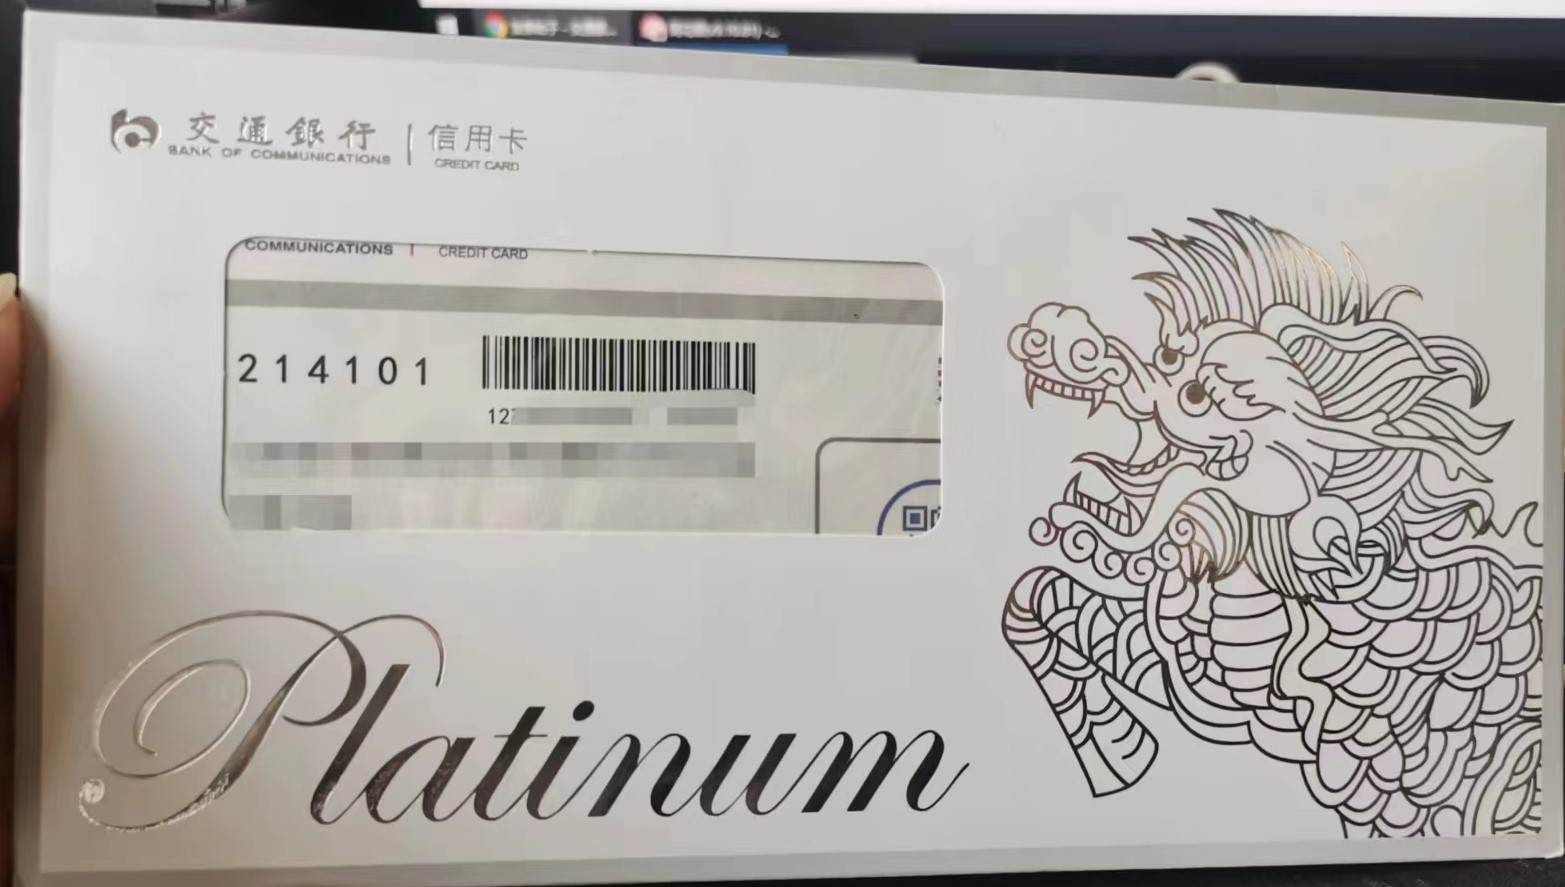 交通銀行 | 信用卡
BANK OF COMMUNICATIONS CREDIT CARD
COMMUNICATIONS | CREDIT CARD
214101
12
Platinum